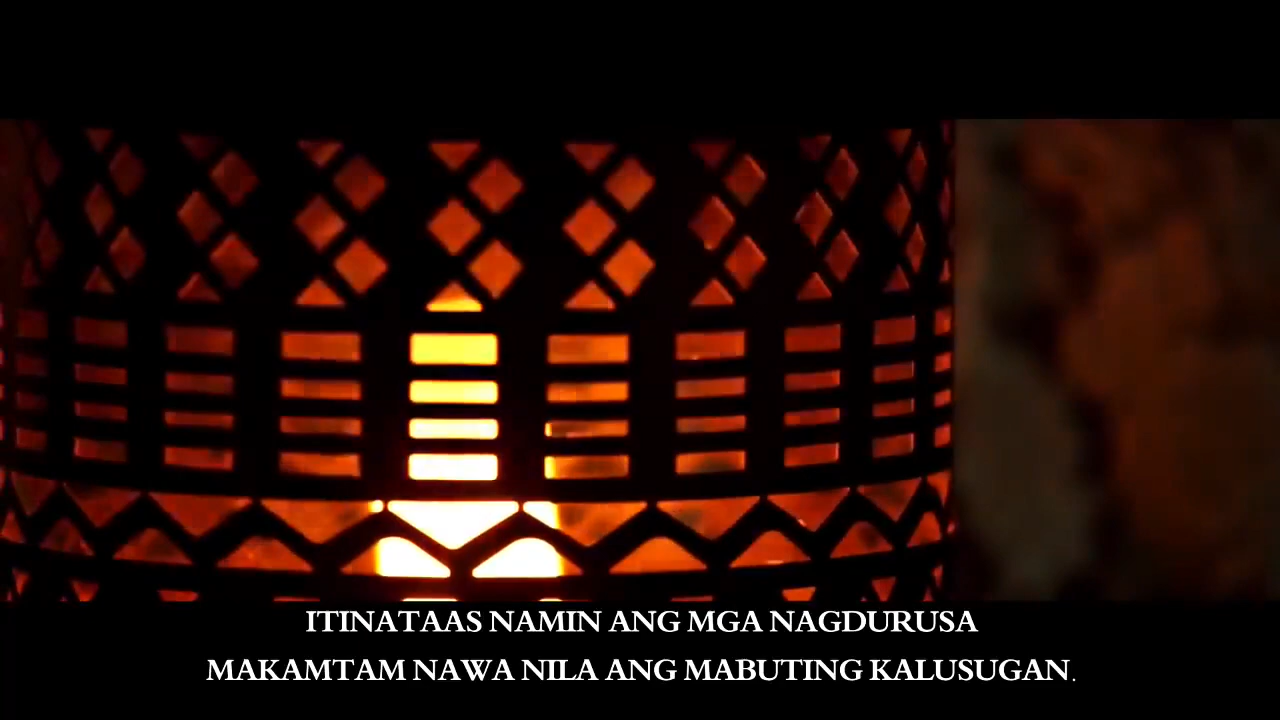 ITINATAAS NAMIN ANG MGA NAGDURUSA
MAKAMTAM NAWA NILA ANG MABUTING KALUSUGAN.